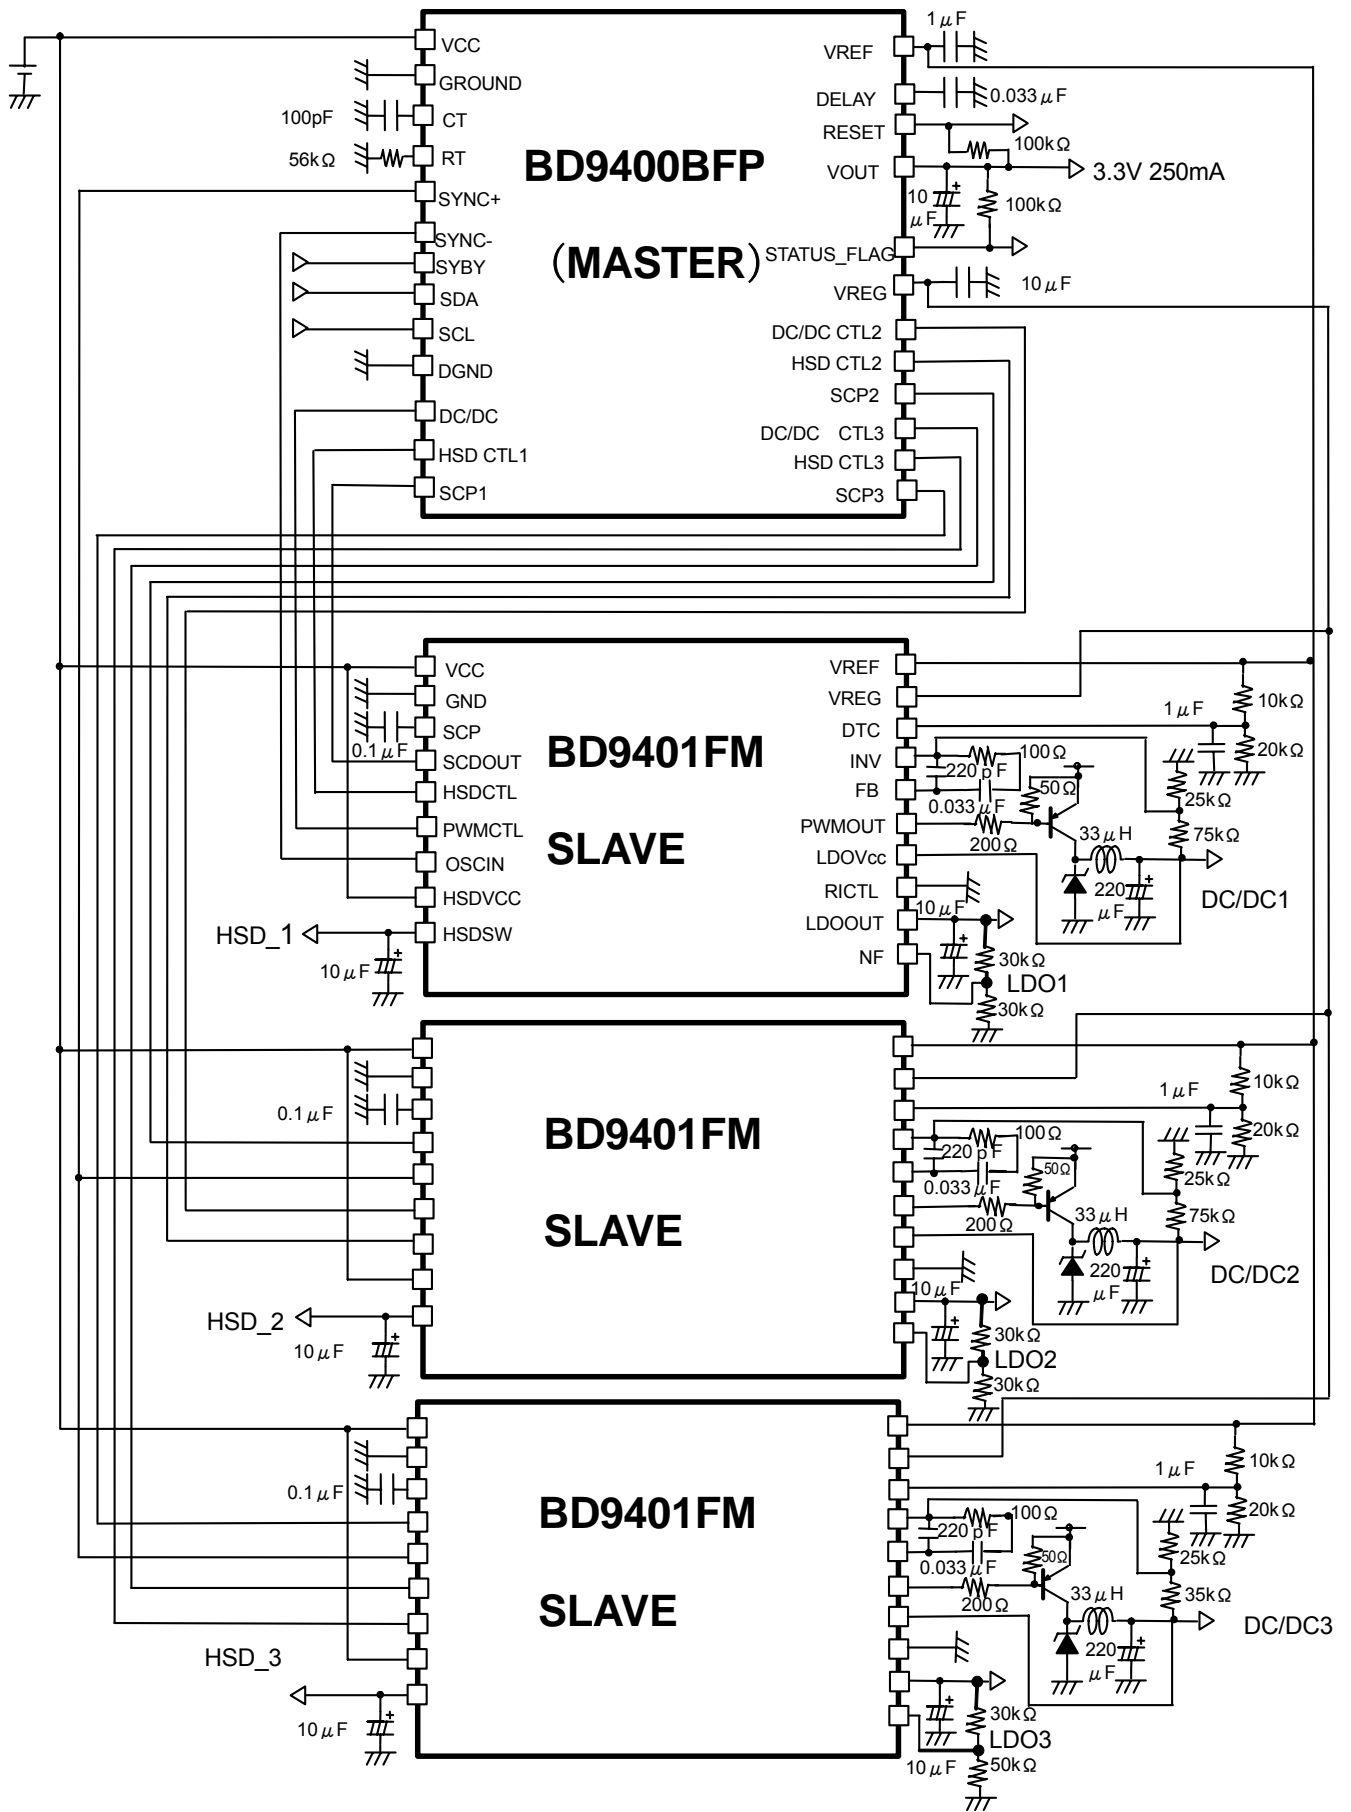 BD9400BFP
(MASTER)
VCC
GROUND
100pF
CT
56kΩ
RT
SYNC+
SYNC-
SYBY
SDA
SCL
DGND
DC/DC
HSD CTL1
SCP1
1μF
VREF
DELAY
0.033μF
RESET
100kΩ
VOUT
3.3V 250mA
10
μF
100kΩ
STATUS_FLAG
VREG
10μF
DC/DC CTL2
HSD CTL2
SCP2
DC/DC CTL3
HSD CTL3
SCP3
BD9401FM
SLAVE
VCC
GND
SCP
0.1μF
SCDOUT
HSDCTL
PWMCTL
OSCIN
HSDVCC
HSD_1
HSDSW
10μF
VREF
VREG
10kΩ
1μF
DTC
20kΩ
INV
100Ω
220pF
FB
50Ω
25kΩ
0.033μF
PWMOUT
200Ω
33μH
75kΩ
LDOVcc
220
μF
DC/DC1
RICTL
10μF
LDOOUT
NF
30kΩ
LDO1
30kΩ
BD9401FM
SLAVE
0.1μF
HSD_2
10μF
10kΩ
1μF
20kΩ
100Ω
220pF
50Ω
25kΩ
0.033μF
200Ω
33μH
75kΩ
220
μF
DC/DC2
10μF
30kΩ
LDO2
30kΩ
BD9401FM
SLAVE
0.1μF
HSD_3
10μF
10kΩ
1μF
20kΩ
100Ω
220pF
50Ω
25kΩ
0.033μF
200Ω
33μH
35kΩ
220
μF
DC/DC3
30kΩ
LDO3
10μF
50kΩ